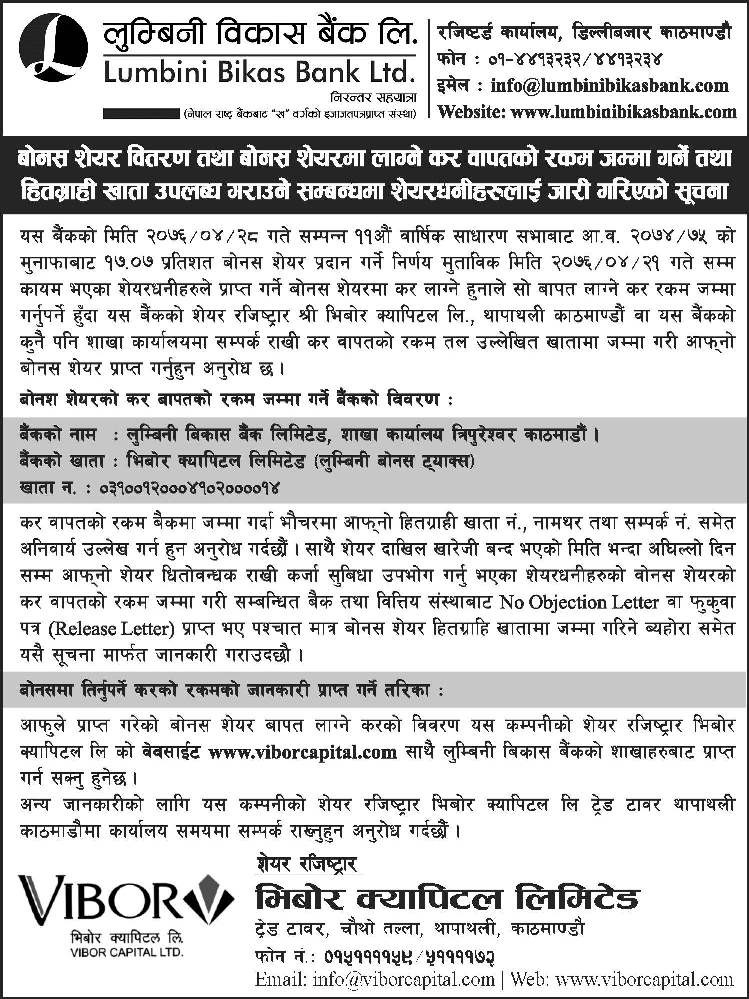 लुम्बिनी विकास बैंक लि.
Lumbini Bikas Bank Ltd.
निरन्तर सहयात्रा
(नेपाल राष्ट्र बैंकबाट "ख" वर्गको इजाजतपत्रप्राप्त संस्था)
रजिष्टर्ड कार्यालय, डिल्लीबजार काठमाण्डौ
फोन : ०१-४४१३२३२/४४१३२३४
इमेल : info@lumbinibikasbank.com
Website: www.lumbinibikasbank.com
बोनस शेयर वितरण तथा बोनस शेयरमा लाग्ने कर वापतको रकम जम्मा गर्ने तथा
हितग्राही खाता उपलब्ध गराउने सम्बन्धमा शेयरधनीहरुलाई जारी गरिएको सूचना
यस बैंकको मिति २०७६/०४/२८ गते सम्पन्न ११औं वार्षिक साधारण सभाबाट आ.व. २०७४/७५ को
मुनाफाबाट १७.०७ प्रतिशत बोनस शेयर प्रदान गर्ने निर्णय मुताविक मिति २०७६/०४/२१ गते सम्म
कायम भएका शेयरधनीहरुले प्राप्त गर्ने बोनस शेयरमा कर लाग्ने हुनाले सो बापत लाग्ने कर रकम जम्मा
गर्नुपर्ने हुँदा यस बैंकको शेयर रजिष्ट्रार श्री भिबोर क्यापिटल लि., थापाथली काठमाण्डौं वा यस बैंकको
कुनै पनि शाखा कार्यालयमा सम्पर्क राखी कर वापतको रकम तल उल्लेखित खातामा जम्मा गरी आफ्नो
बोनस शेयर प्राप्त गर्नुहुन अनुरोध छ ।
बोनश शेयरको कर बापतको रकम जम्मा गर्ने बैंकको विवरण :
बैंकको नाम : लुम्बिनी बिकास बैंक लिमिटेड, शाखा कार्यालय त्रिपुरेश्वर काठमाडौं ।
बैंकको खाता : भिबोर क्यापिटल लिमिटेड (लुम्बिनी बोनस ट्याक्स)
खाता न. : ०३१००१२०००४१०२००००१४
कर वापतको रकम बैकमा जम्मा गर्दा भौचरमा आफ्नो हितग्राही खाता नं., नामथर तथा सम्पर्क नं. समेत
अनिवार्य उल्लेख गर्न हुन अनुरोध गर्दछौं । साथै शेयर दाखिल खारेजी बन्द भएको मिति भन्दा अघिल्लो दिन
सम्म आफ्नो शेयर धितोवन्धक राखी कर्जा सुबिधा उपभोग गर्नु भएका शेयरधनीहरुको वोनस शेयरको
कर वापतको रकम जम्मा गरी सम्बन्धित बैक तथा वित्तिय संस्थाबाट No Objection Letter वा फुकुवा
पत्र (Release Letter) प्राप्त भए पश्चात मात्र बोनस शेयर हितग्राहि खातामा जम्मा गरिने ब्यहोरा समेत
यसै सूचना मार्फत जानकारी गराउदछौ ।
बोनसमा तिर्नुपर्ने करको रकमको जानकारी प्राप्त गर्ने तरिका :
आफुले प्राप्त गरेको बोनस शेयर बापत लाग्ने करको विवरण यस कम्पनीको शेयर रजिष्ट्रार भिबोर
क्यापिटल लि को वेवसाईट www.viborcapital.com साथै लुम्बिनी बिकास बैंकको शाखाहरुबाट प्राप्त
गर्न सक्नु हुनेछ ।
अन्य जानकारीको लागि यस कम्पनीको शेयर रजिष्ट्रार भिबोर क्यापिटल लि ट्रेड टावर थापाथली
काठमाडौमा कार्यालय समयमा सम्पर्क राख्नुहुन अनुरोध गर्दछौं ।
VIBOR
भिबोर क्यापिटल लि.
VIBOR CAPITAL LTD.
शेयर रजिष्ट्रार
भिबोर क्यापिटल लिमिटेड
ट्रेड टावर, चौथो तल्ला, थापाथली, काठमाण्डौ
फोन नं.: ०१५११११५९/५११११७३
Email: info@viborcapital.com | Web: www.viborcapital.com